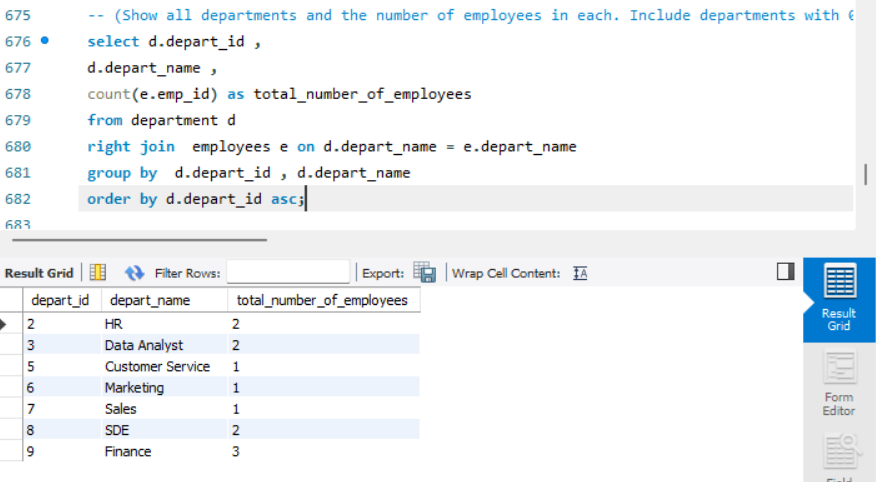 675 -- (Show all departments and the number of employees in each. Include departments with
676 select d.depart_id ,
677 d.depart_name ,
678 count(e.emp_id) as total_number_of_employees
679 from department d
680 right join employees e on d.depart_name = e.depart_name
681 group by d.depart_id , d.depart_name
682 order by d.depart_id asc;
683
Result Grid Filter Rows: Export: Wrap Cell Content: IA
depart_id depart_name total_number_of_employees
2 HR 2
3 Data Analyst 2
5 Customer Service 1
6 Marketing 1
7 Sales 1
8 SDE 2
9 Finance 3
Result
Grid
Form
Editor